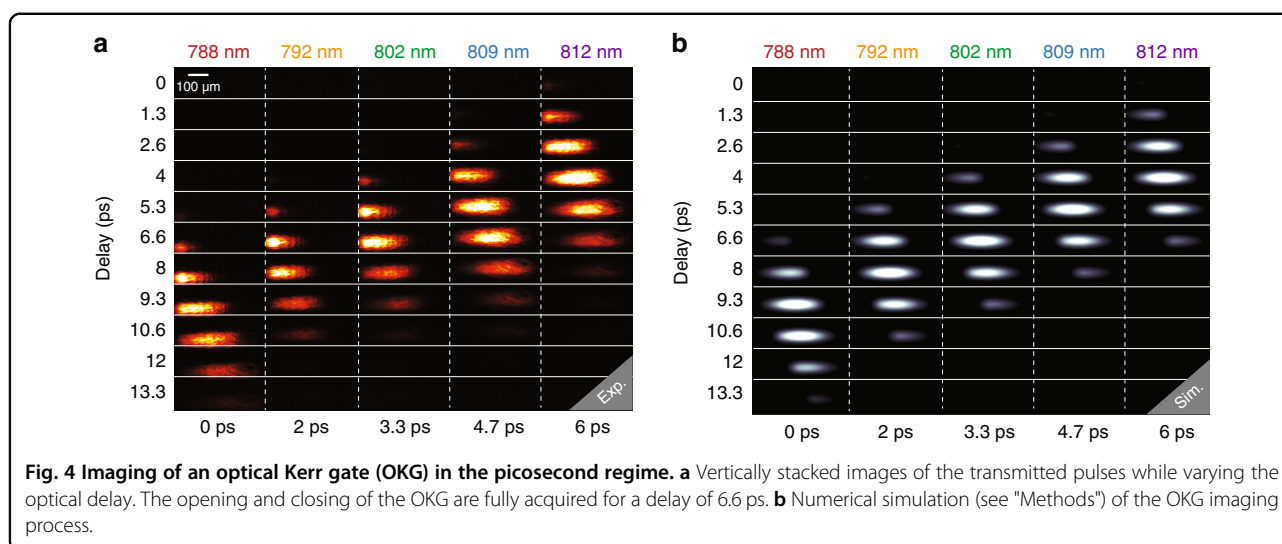 a
788 nm 792 nm 802 nm 809 nm 812 nm
100 µm
Delay (ps)
0
1.3
2.6
4
5.3
6.6
8
9.3
10.6
12
13.3
Exp.
0 ps 2 ps 3.3 ps 4.7 ps 6 ps
b
788 nm 792 nm 802 nm 809 nm 812 nm
Delay (ps)
0
1.3
2.6
4
5.3
6.6
8
9.3
10.6
12
13.3
Sim.
0 ps 2 ps 3.3 ps 4.7 ps 6 ps
Fig. 4 Imaging of an optical Kerr gate (OKG) in the picosecond regime. a Vertically stacked images of the transmitted pulses while varying the
optical delay. The opening and closing of the OKG are fully acquired for a delay of 6.6 ps. b Numerical simulation (see "Methods") of the OKG imaging
process.